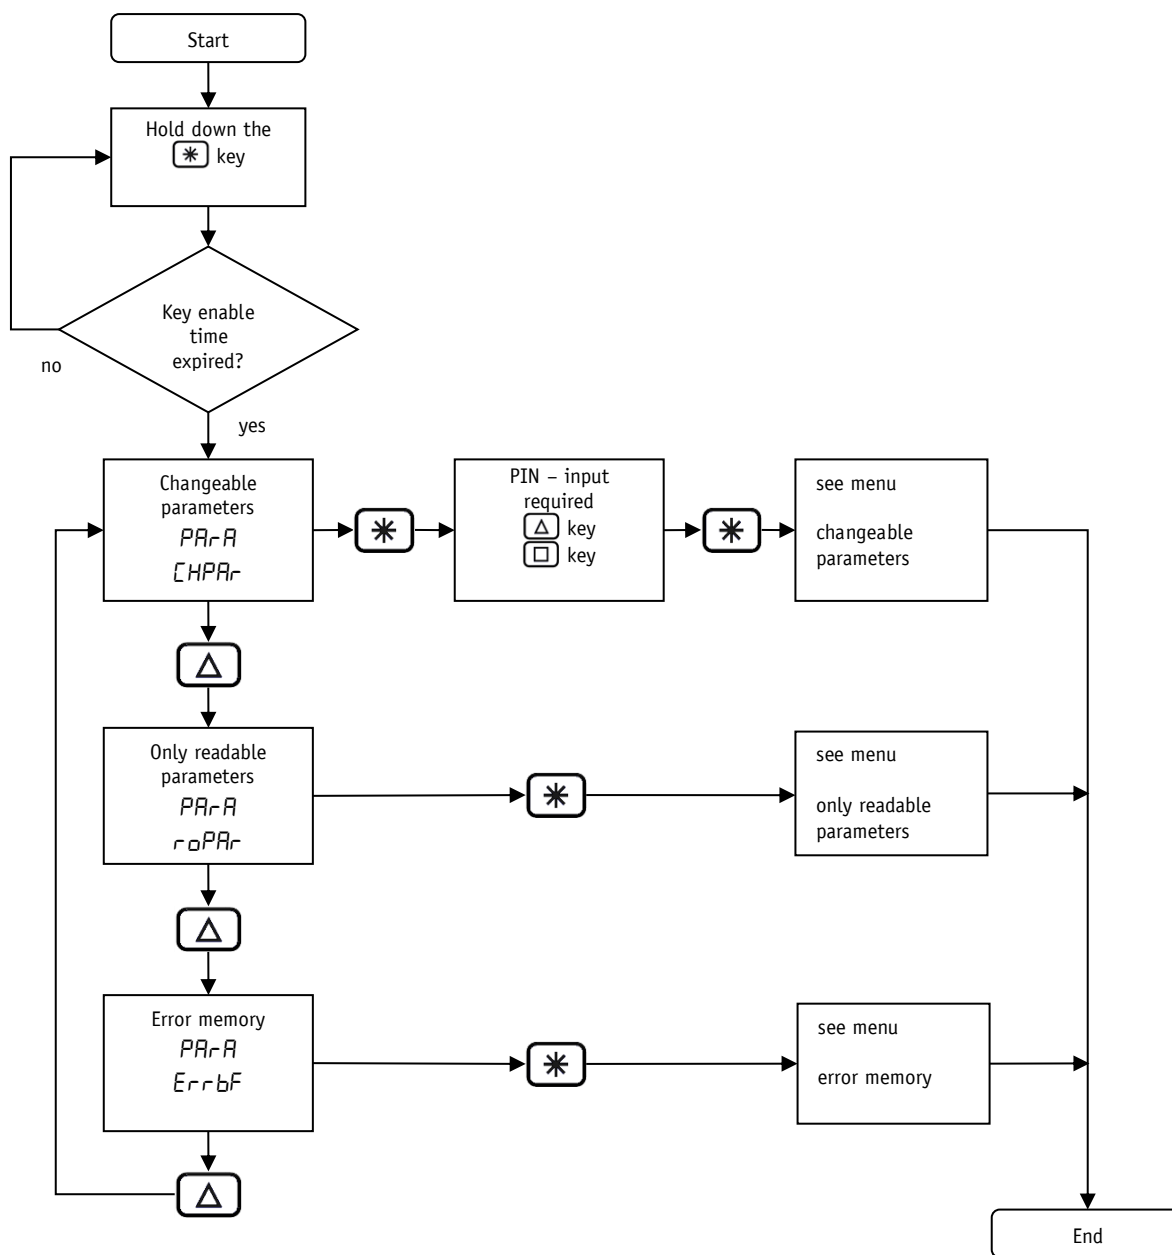 Start
Hold down the
key
Key enable
time
expired?
no
yes
Changeable
parameters
PArA
CHPAr
PIN – input
required
key
key
see menu
changeable
parameters
Only readable
parameters
PArA
roPAr
see menu
only readable
parameters
Error memory
PArA
ErrbF
see menu
error memory
End